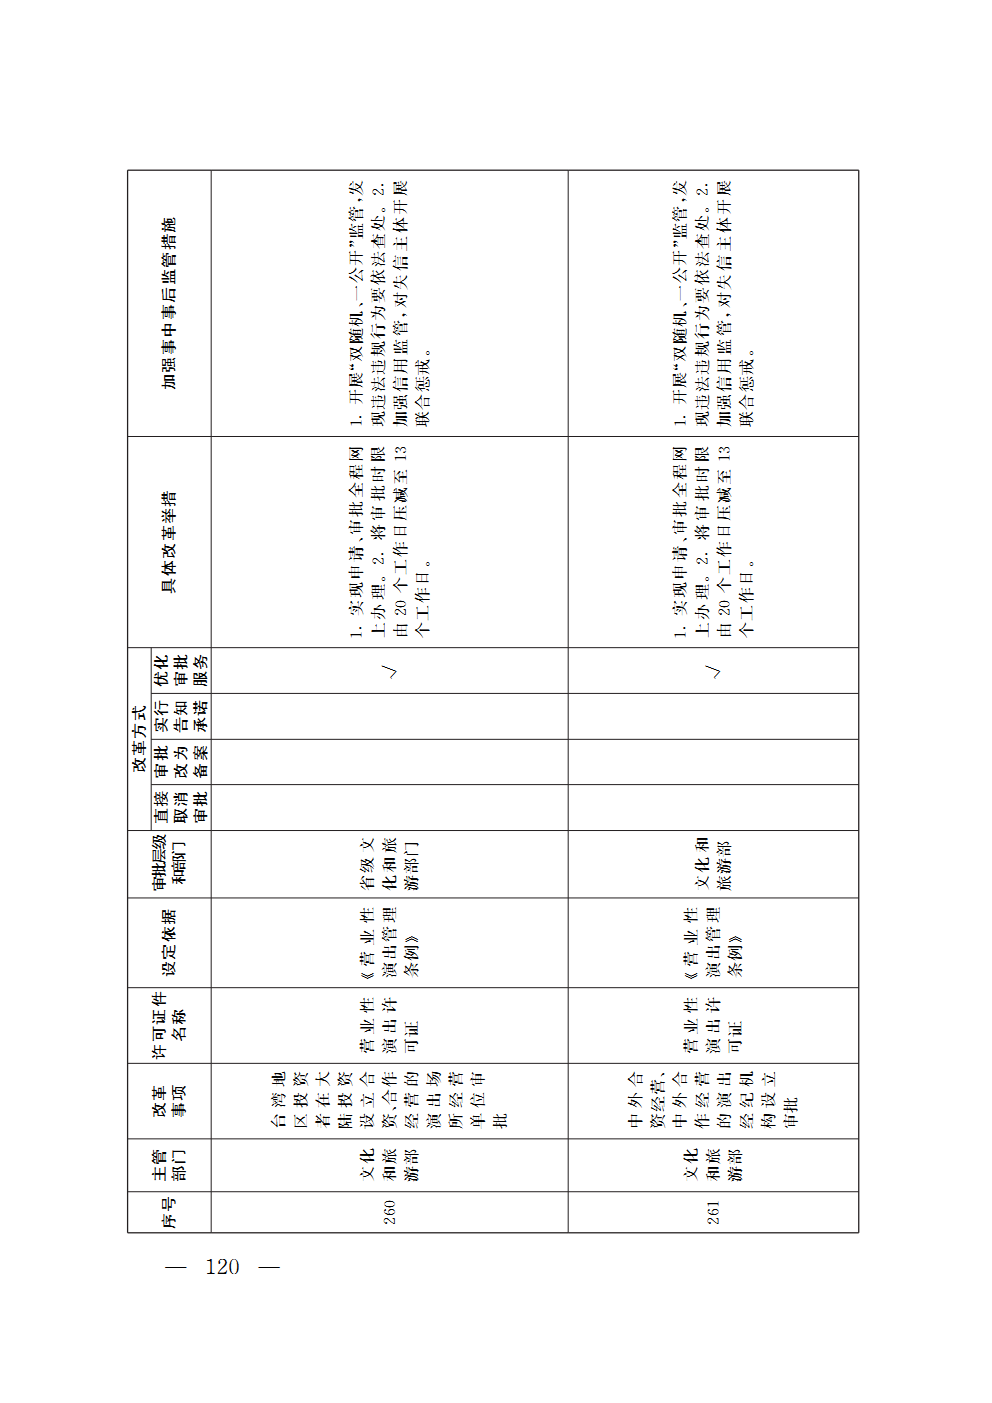 序号
主管
部门
改革
事项
许可证件
名称
设定依据
审批层级
和部门
改革方式
直接
取消
审批
审批
改为
备案
实行
告知
承诺
优化
审批
服务
具体改革举措
加强事中事后监管措施
260
文化
和旅
游部
台湾地
区投资
者在大
陆投资
设立合
资、合作
经营的
演出场
所经营
单位审
批
营业性
演出许
可证
《营业性
演出管理
条例》
省级文
化和旅
游部门
√
1. 实现申请、审批全程网
上办理。2. 将审批时限
由 20 个工作日压减至 13
个工作日。
1. 开展“双随机、一公开”监管,发
现违法违规行为要依法查处。2.
加强信用监管,对失信主体开展
联合惩戒。
261
文化
和旅
游部
中外合
资经营、
中外合
作经营
的演出
经纪机
构设立
审批
营业性
演出许
可证
《营业性
演出管理
条例》
文化和
旅游部
√
1. 实现申请、审批全程网
上办理。2. 将审批时限
由 20 个工作日压减至 13
个工作日。
1. 开展“双随机、一公开”监管,发
现违法违规行为要依法查处。2.
加强信用监管,对失信主体开展
联合惩戒。
— 120 —